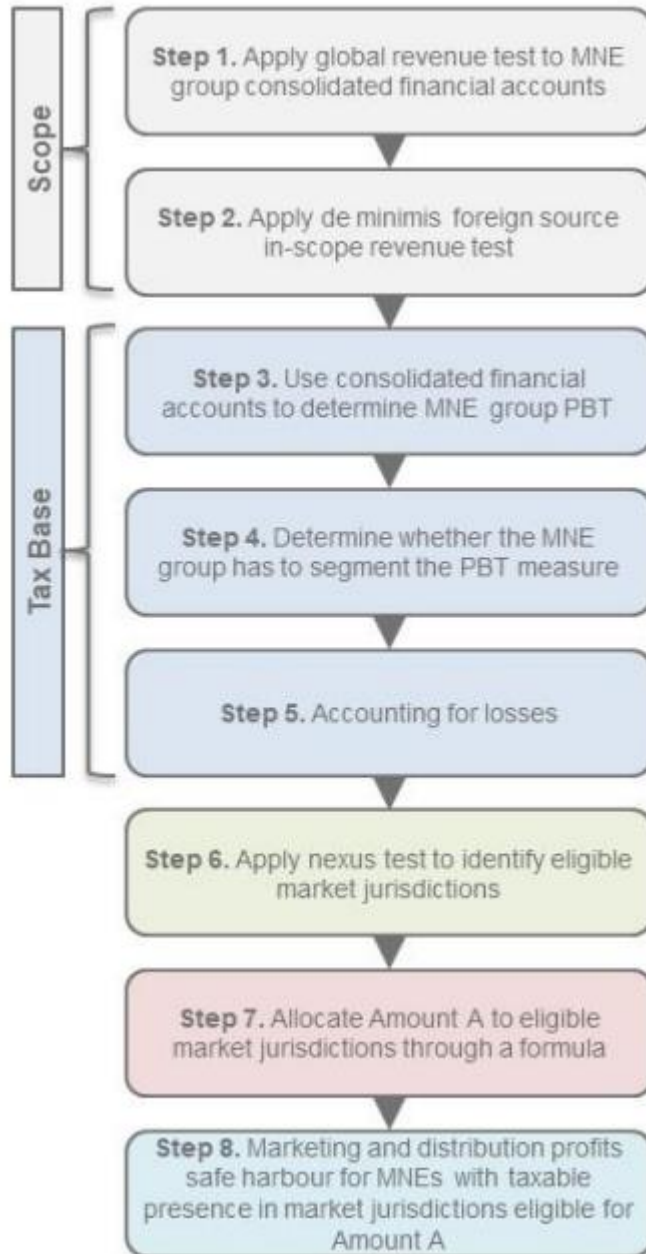 Scope
Step 1. Apply global revenue test to MNE
group consolidated financial accounts
Step 2. Apply de minimis foreign source
in-scope revenue test
Tax Base
Step 3. Use consolidated financial
accounts to determine MNE group PBT
Step 4. Determine whether the MNE
group has to segment the PBT measure
Step 5. Accounting for losses
Step 6. Apply nexus test to identify eligible
market jurisdictions
Step 7. Allocate Amount A to eligible
market jurisdictions through a formula
Step 8. Marketing and distribution profits
safe harbour for MNEs with taxable
presence in market jurisdictions eligible for
Amount A